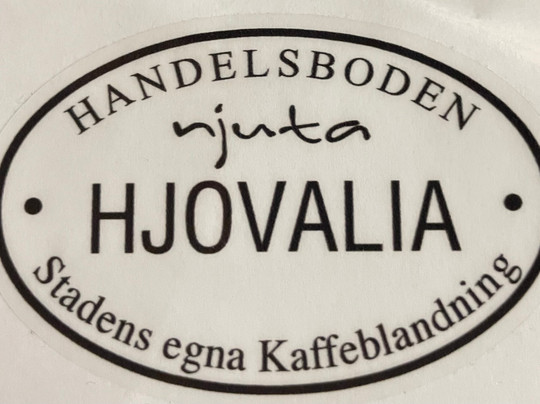 HANDELSBODEN
njuta
HJOVALIA
Stadens egna Kaffeblandning